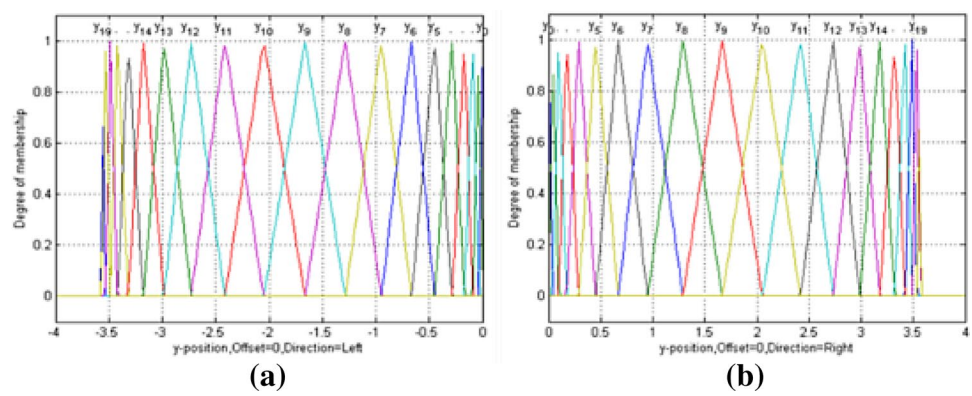 y19 . . . y14 y13 y12 y11 y10 y9 y8 y7 y6 y5 . . . . y0
Degree of membership
1
0.8
0.6
0.4
0.2
0
-4 -3.5 -3 -2.5 -2 -1.5 -1 -0.5 0
y-position,Offset=0,Direction=Left
(a)
y0 . . . . y5 y6 y7 y8 y9 y10 y11 y12 y13 y14 . . . y19
Degree of membership
1
0.8
0.6
0.4
0.2
0
0 0.5 1 1.5 2 2.5 3 3.5 4
y-position,Offset=0,Direction=Right
(b)